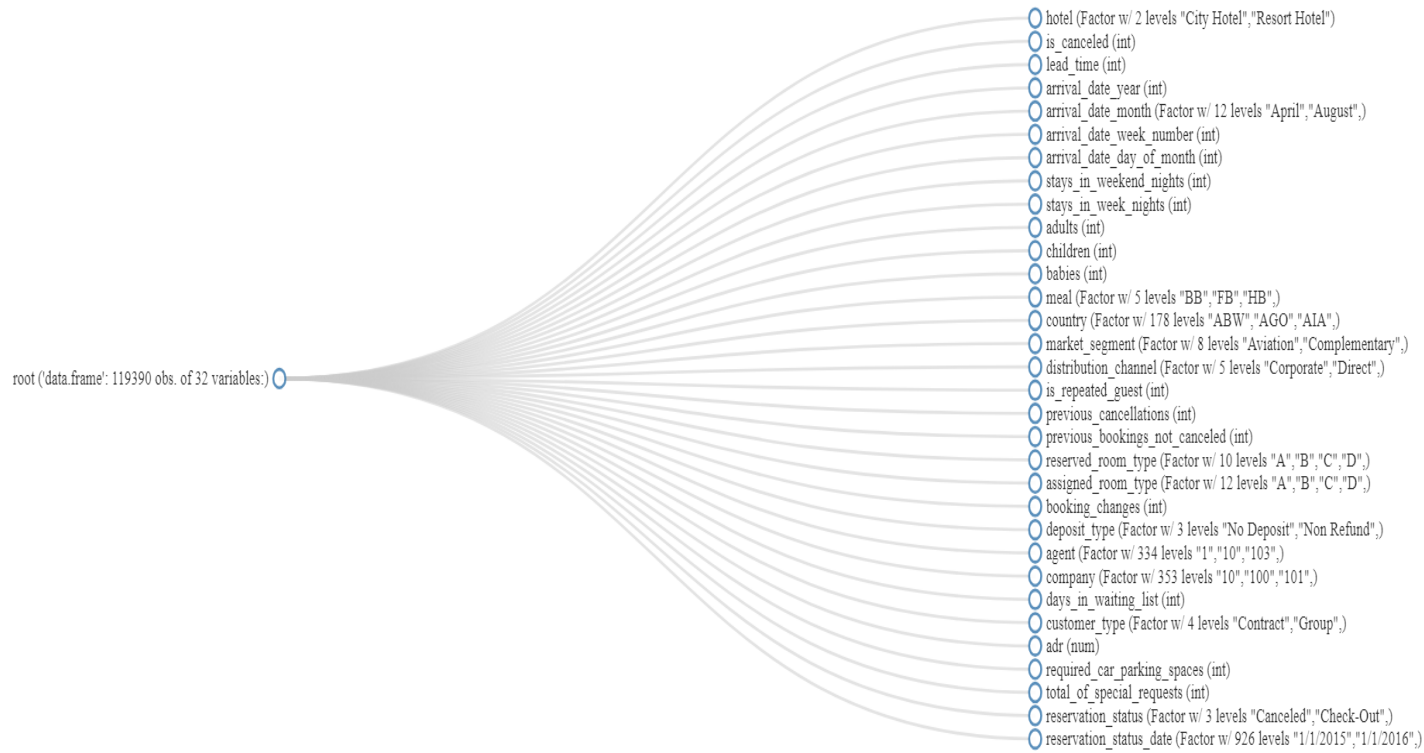 hotel (Factor w/ 2 levels "City Hotel","Resort Hotel")
is_canceled (int)
lead_time (int)
arrival_date_year (int)
arrival_date_month (Factor w/ 12 levels "April","August",)
arrival_date_week_number (int)
arrival_date_day_of_month (int)
stays_in_weekend_nights (int)
stays_in_week_nights (int)
adults (int)
children (int)
babies (int)
meal (Factor w/ 5 levels "BB","FB","HB",)
country (Factor w/ 178 levels "ABW","AGO","AIA",)
market_segment (Factor w/ 8 levels "Aviation","Complementary",)
distribution_channel (Factor w/ 5 levels "Corporate","Direct",)
root ('data.frame': 119390 obs. of 32 variables:)
is_repeated_guest (int)
previous_cancellations (int)
previous_bookings_not_canceled (int)
reserved_room_type (Factor w/ 10 levels "A","B","C","D",)
assigned_room_type (Factor w/ 12 levels "A","B","C","D",)
booking_changes (int)
deposit_type (Factor w/ 3 levels "No Deposit","Non Refund",)
agent (Factor w/ 334 levels "1","10","103",)
company (Factor w/ 353 levels "10","100","101",)
days_in_waiting_list (int)
customer_type (Factor w/ 4 levels "Contract","Group",)
adr (num)
required_car_parking_spaces (int)
total_of_special_requests (int)
reservation_status (Factor w/ 3 levels "Canceled","Check-Out",)
reservation_status_date (Factor w/ 926 levels "1/1/2015","1/1/2016",)